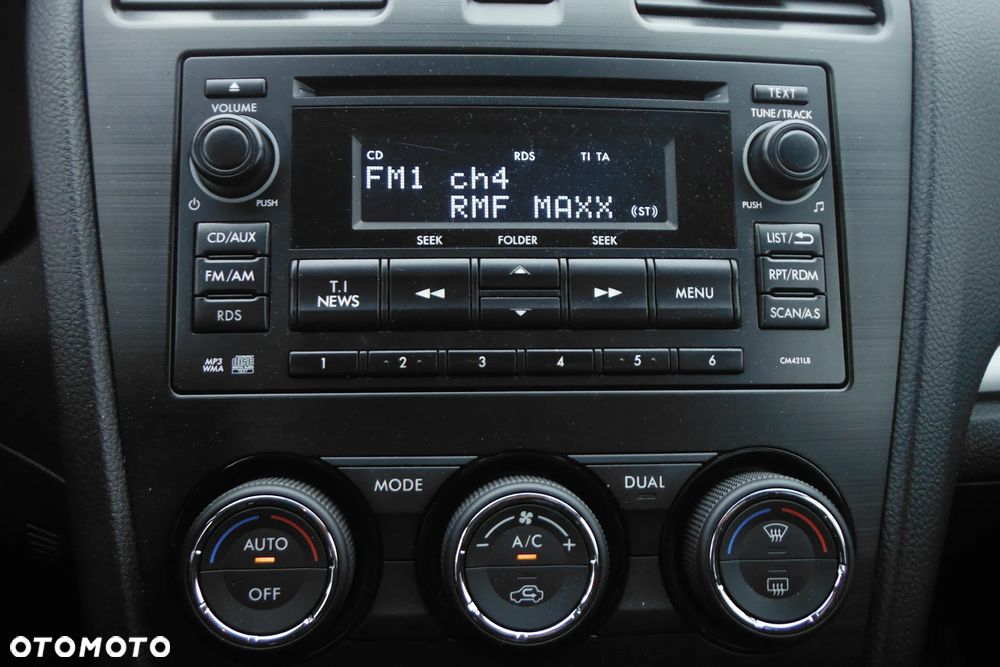 VOLUME
TEXT
TUNE/TRACK
CD RDS TI TA
FM1 ch4
RMF MAXX ((ST))
PUSH
PUSH
CD/AUX
FM/AM
RDS
SEEK FOLDER SEEK
T.I
NEWS
MENU
LIST/
RPT/RDM
SCAN/A.S
MP3
WMA
1 2 3 4 5 6
CM421LB
MODE
DUAL
AUTO
OFF
- +
A/C
OTOMOTO